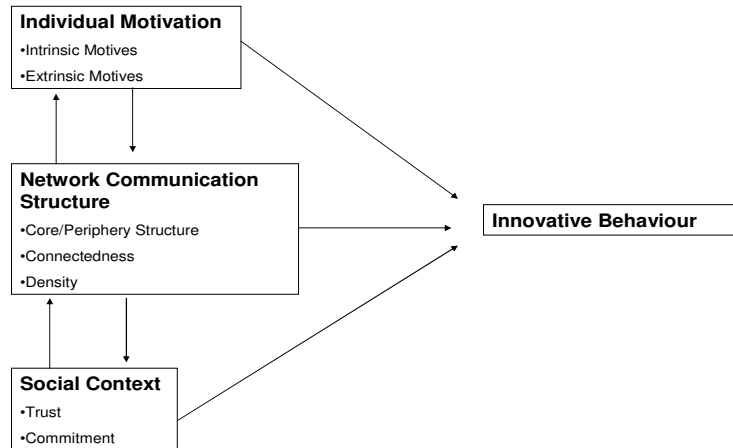 Individual Motivation
•Intrinsic Motives
•Extrinsic Motives
Network Communication
Structure
•Core/Periphery Structure
•Connectedness
•Density
Innovative Behaviour
Social Context
•Trust
•Commitment